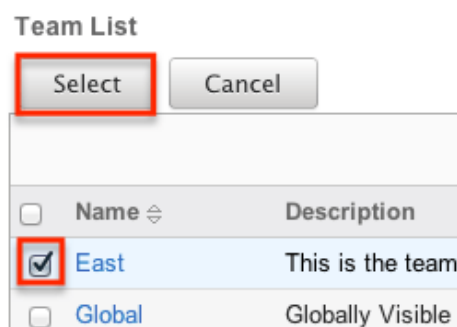 Team List
Select Cancel
Name Description
East This is the team
Global Globally Visible